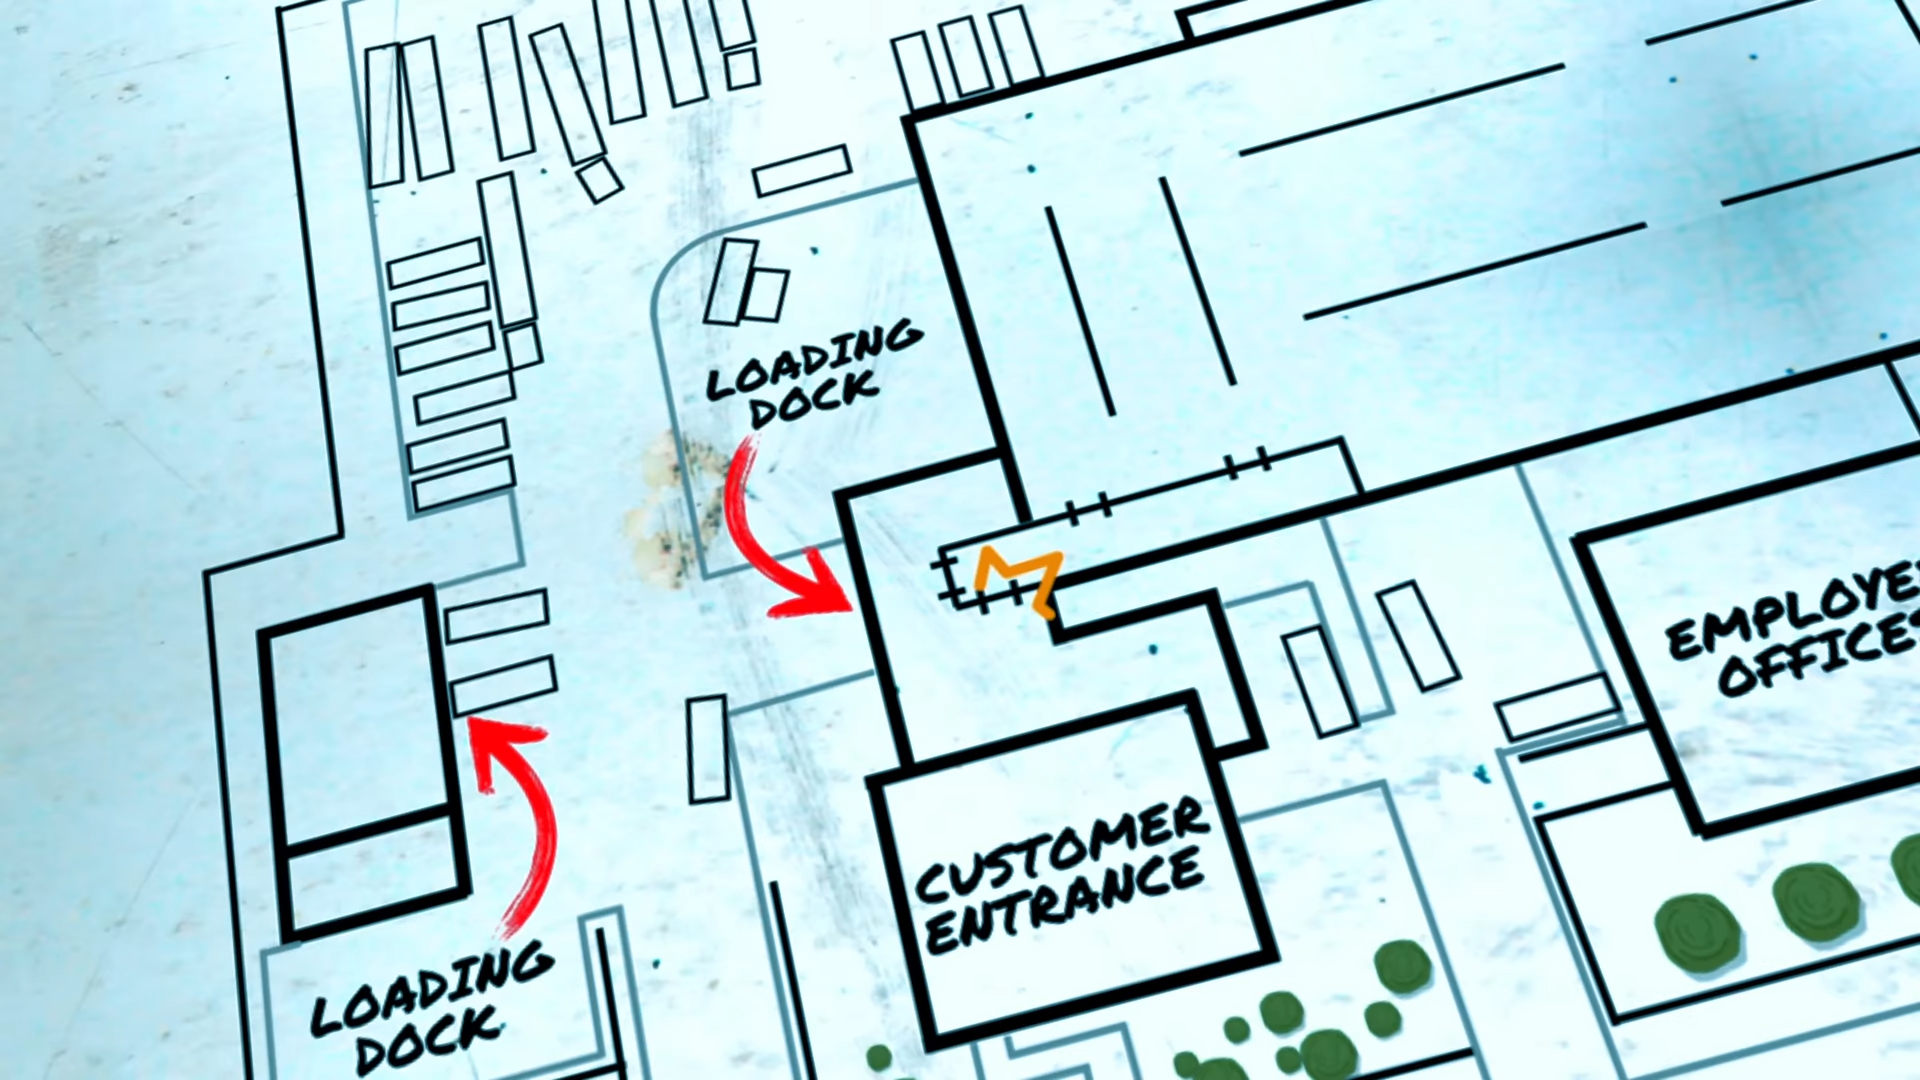 LOADING
DOCK
EMPLOYEE
OFFICES
CUSTOMER
ENTRANCE
LOADING
DOCK